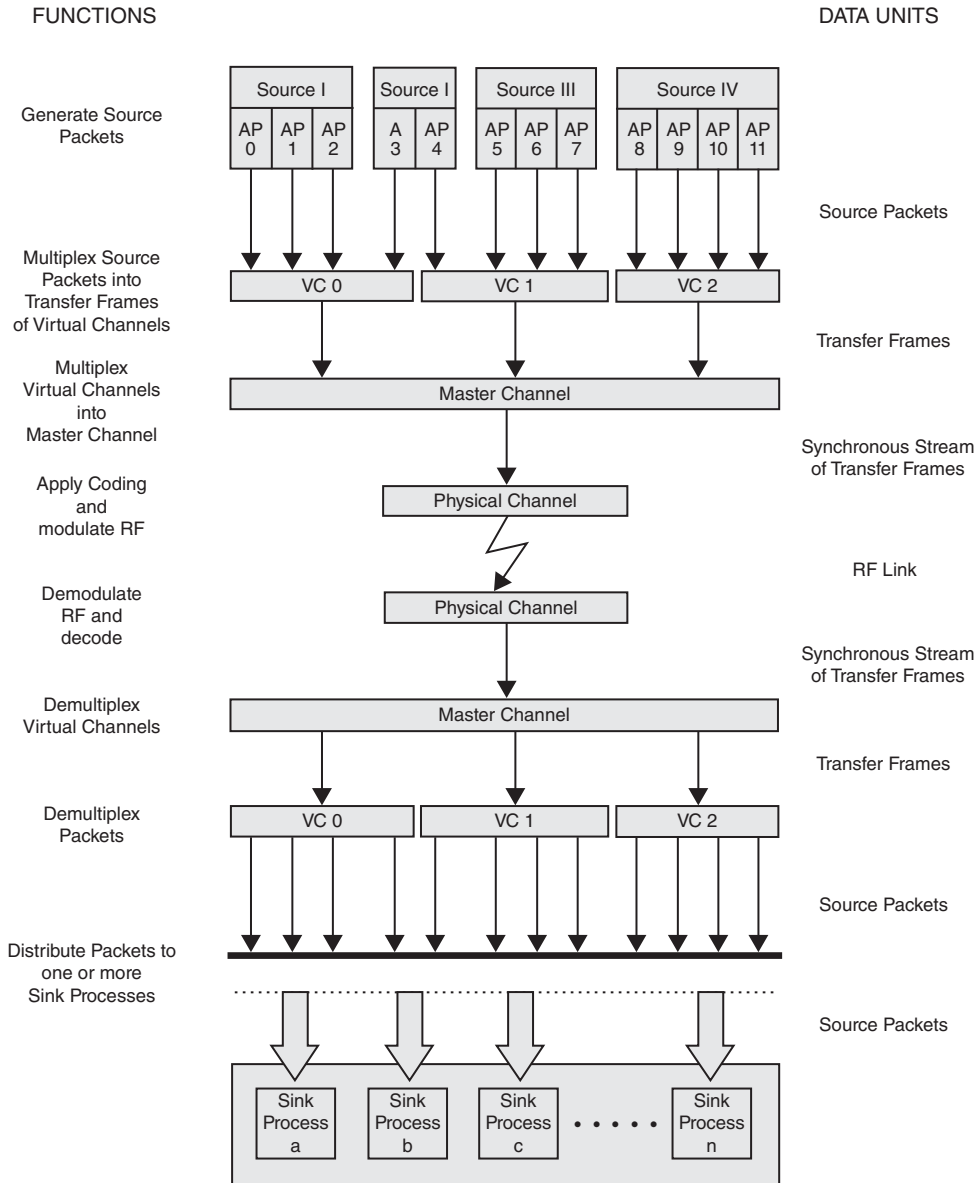 FUNCTIONS
DATA UNITS
Generate Source
Packets
Source I
AP
0
AP
1
AP
2
Source I
A
3
AP
4
Source III
AP
5
AP
6
AP
7
Source IV
AP
8
AP
9
AP
10
AP
11
Source Packets
Multiplex Source
Packets into
Transfer Frames
of Virtual Channels
VC 0
VC 1
VC 2
Transfer Frames
Multiplex
Virtual Channels
into
Master Channel
Master Channel
Synchronous Stream
of Transfer Frames
Apply Coding
and
modulate RF
Physical Channel
RF Link
Demodulate
RF and
decode
Physical Channel
Synchronous Stream
of Transfer Frames
Demultiplex
Virtual Channels
Master Channel
Transfer Frames
Demultiplex
Packets
VC 0
VC 1
VC 2
Source Packets
Distribute Packets to
one or more
Sink Processes
Source Packets
Sink
Process
a
Sink
Process
b
Sink
Process
c
• • • • •
Sink
Process
n